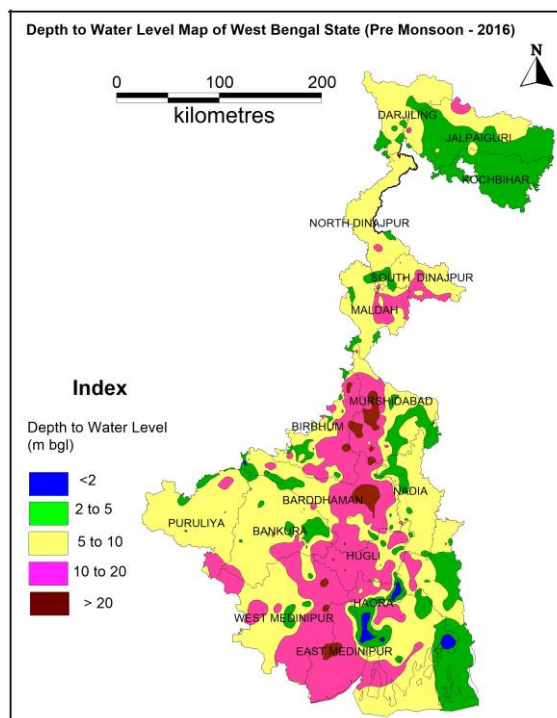 Depth to Water Level Map of West Bengal State (Pre Monsoon - 2016)
N
0 100 200
kilometres
DARJILING
JALPAIGURI
KOCHBIHAR
NORTH DINAJPUR
SOUTH DINAJPUR
MALDAH
Index
Depth to Water Level
(m bgl)
<2
2 to 5
5 to 10
10 to 20
> 20
MURSHIDABAD
BIRBHUM
BARDDHAMAN
NADIA
PURULIYA
BANKURA
HUGLI
HAORA
WEST MEDINIPUR
EAST MEDINIPUR